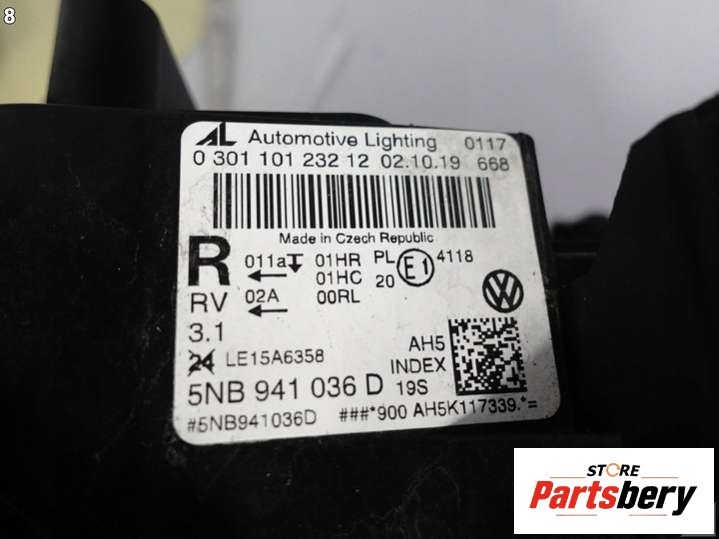 8
AL Automotive Lighting 0117
0 301 101 232 12 02.10.19 668
Made in Czech Republic
R 011a 01HR PL E1 4118
01HC 20
RV 02A 00RL
3.1
24 LE15A6358
AH5
INDEX
5NB 941 036 D 19S
#5NB941036D ###*900 AH5K117339.*=
VW
STORE
Partsbery